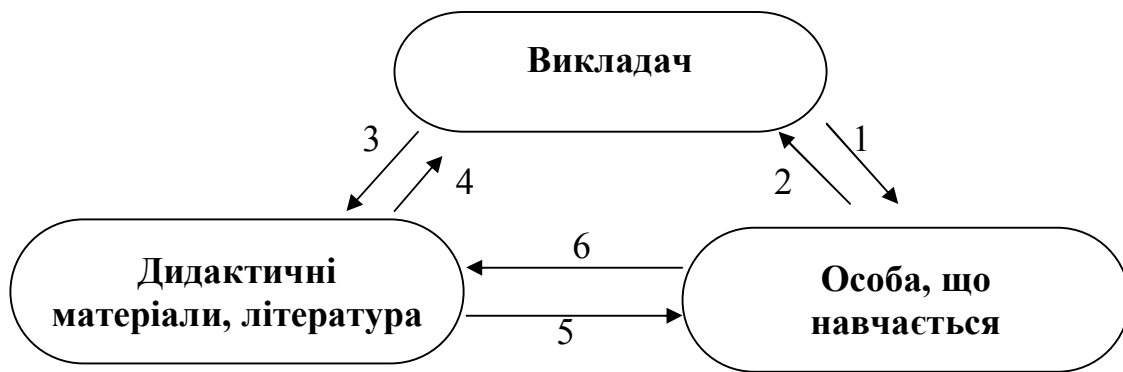 Викладач
3
1
4
2
6
Дидактичні
матеріали, література
Особа, що
навчається
5